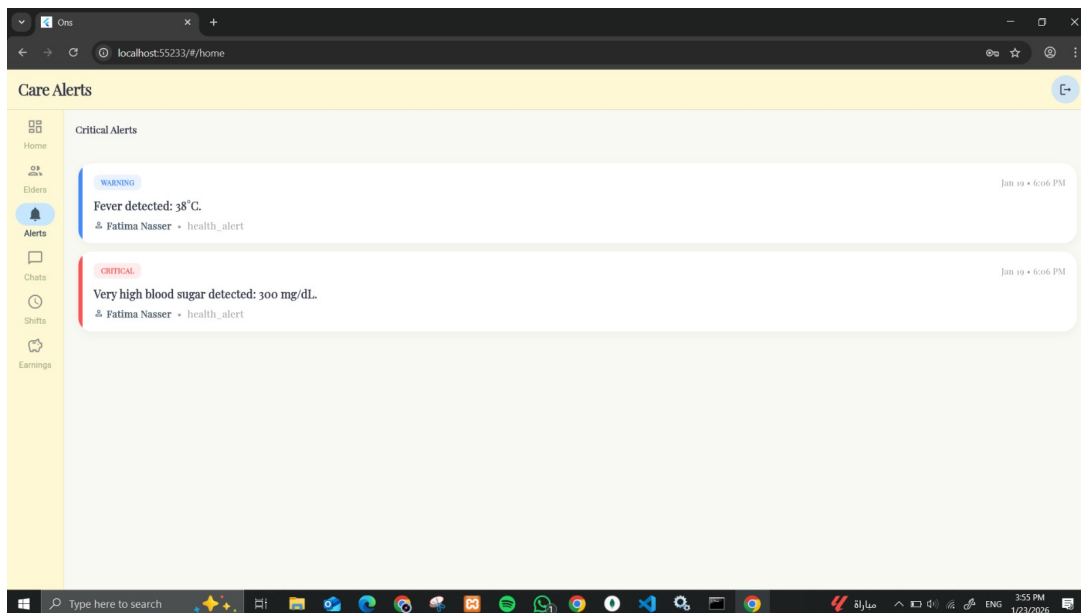 Ons
localhost:55233/#/home
Care Alerts
Home
Elders
Alerts
Chats
Shifts
Earnings
Critical Alerts
WARNING
Jan 19 • 6:06 PM
Fever detected: 38°C.
Fatima Nasser • health_alert
CRITICAL
Jan 19 • 6:06 PM
Very high blood sugar detected: 300 mg/dL.
Fatima Nasser • health_alert
Type here to search
مباراة
ENG
3:55 PM
1/23/2026